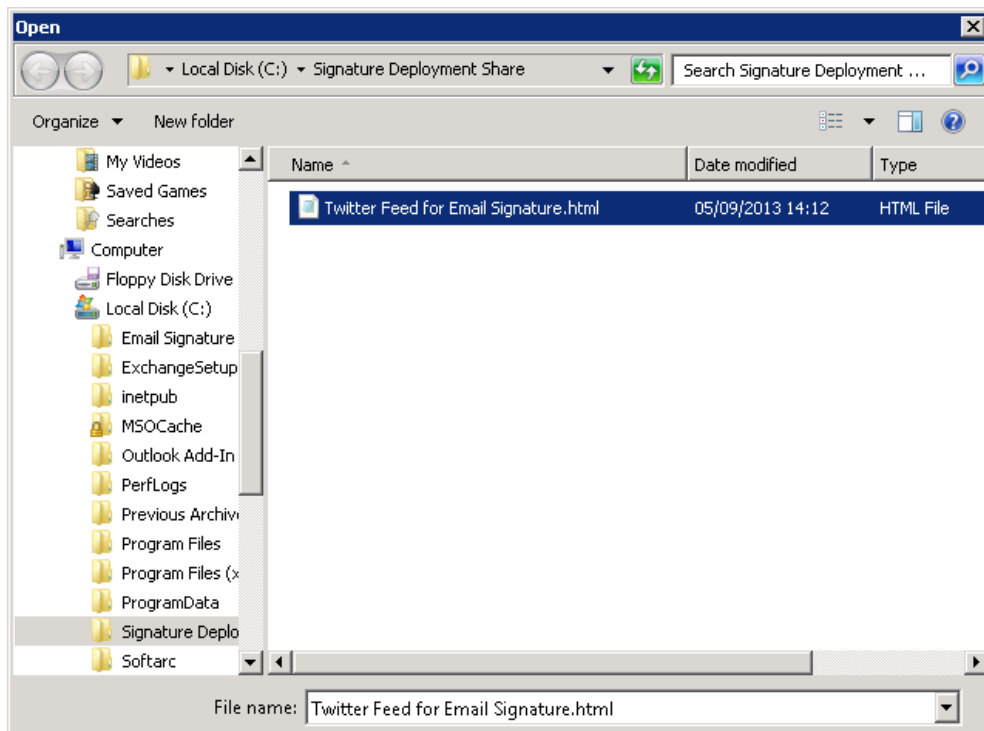 Open
Local Disk (C:) Signature Deployment Share
Search Signature Deployment ...
Organize New folder
My Videos
Saved Games
Searches
Computer
Floppy Disk Drive
Local Disk (C:)
Email Signature
ExchangeSetup
inetpub
MSOCache
Outlook Add-In
PerfLogs
Previous Archiv
Program Files
Program Files (x
ProgramData
Signature Deplo
Softarc
Name Date modified Type
Twitter Feed for Email Signature.html 05/09/2013 14:12 HTML File
File name: Twitter Feed for Email Signature.html